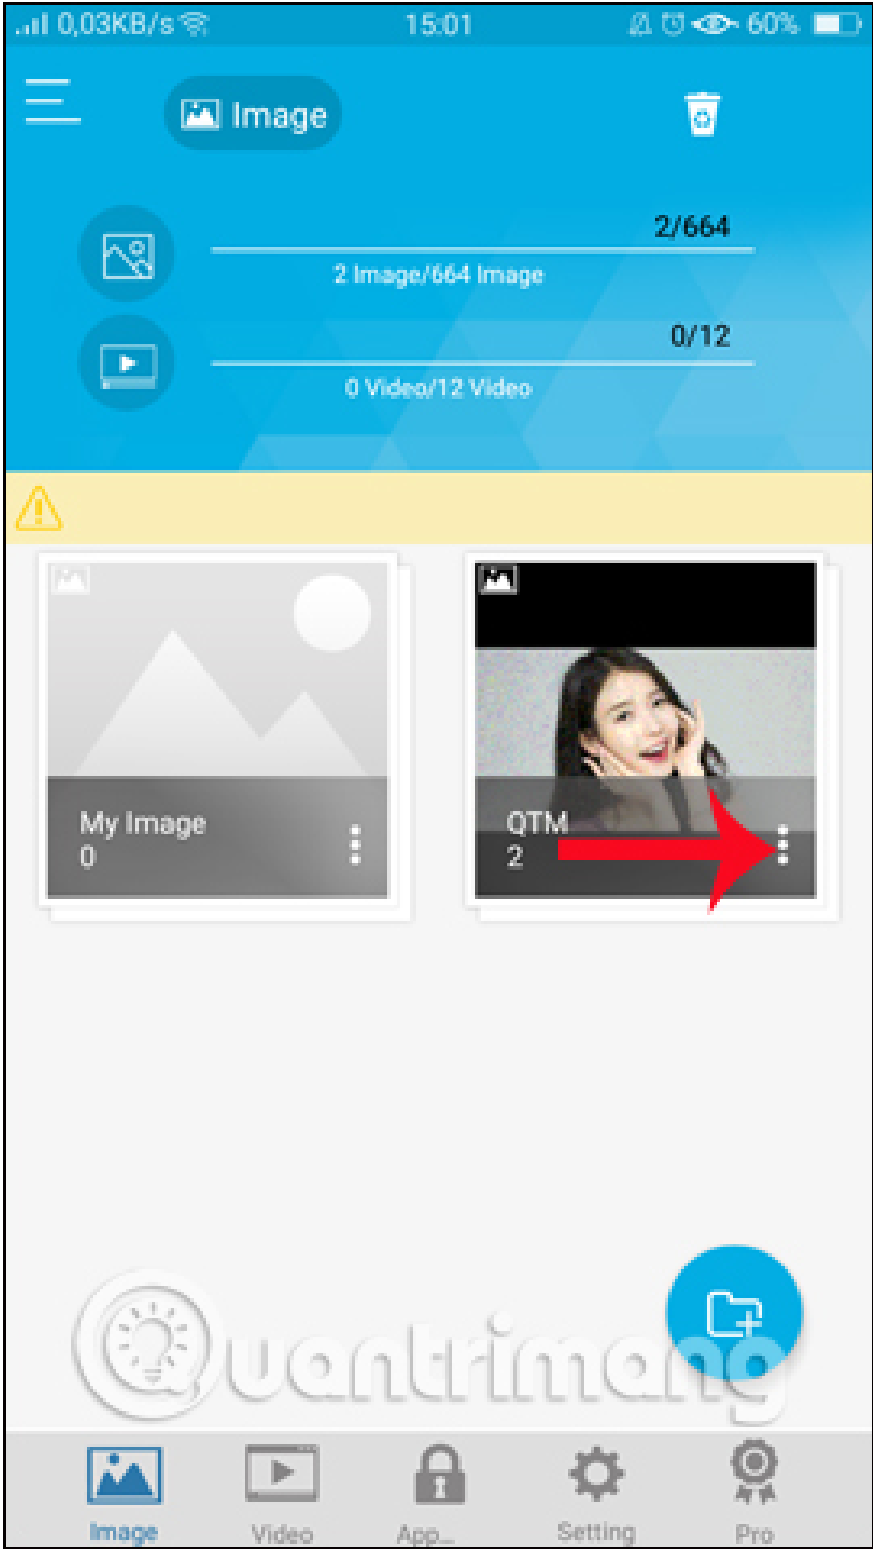 0,03KB/s 15:01 60%
Image
2/664
2 Image/664 Image
0/12
0 Video/12 Video
My Image
0
QTM
2
Quantrimang
Image Video App... Setting Pro